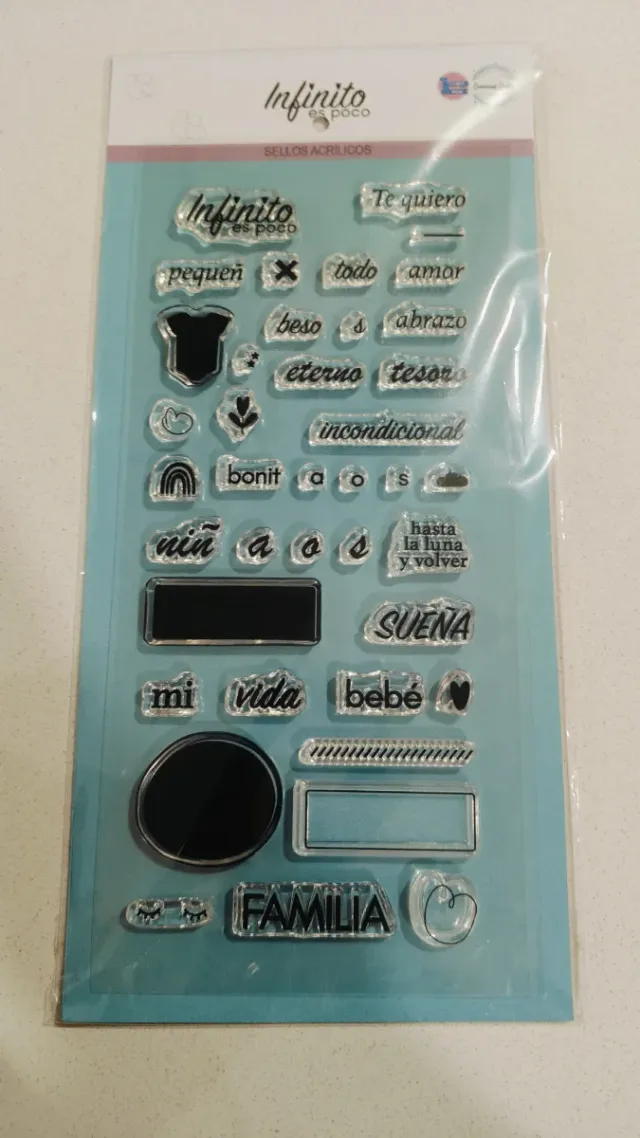 Infinito
es poco
SELLOS ACRÍLICOS
Infinito
es poco
Te quiero
pequeñ
todo
amor
beso
s
abrazo
eterno
tesoro
incondicional
bonit
a
o
s
niñ
a
o
s
hasta
la luna
y volver
SUEÑA
mi
vida
bebé
FAMILIA